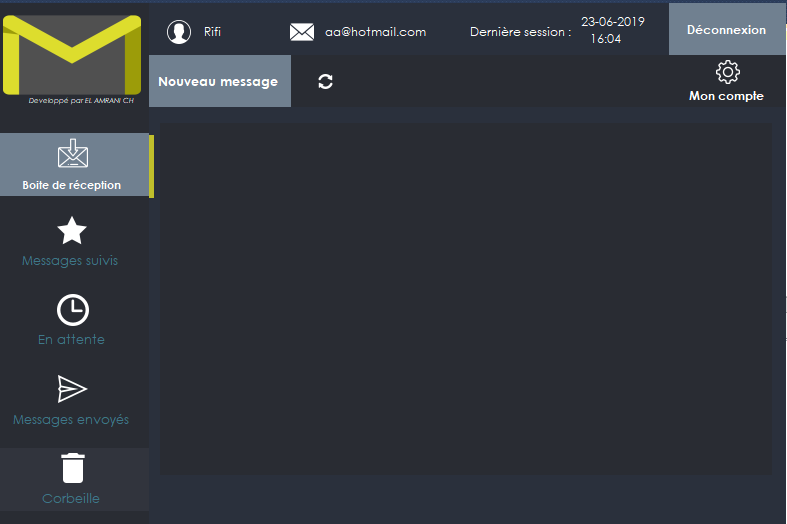 Rifi
aa@hotmail.com
Dernière session :
23-06-2019
16:04
Déconnexion
Developpé par EL AMRANI CH
Nouveau message
Mon compte
Boite de réception
Messages suivis
En attente
Messages envoyés
Corbeille